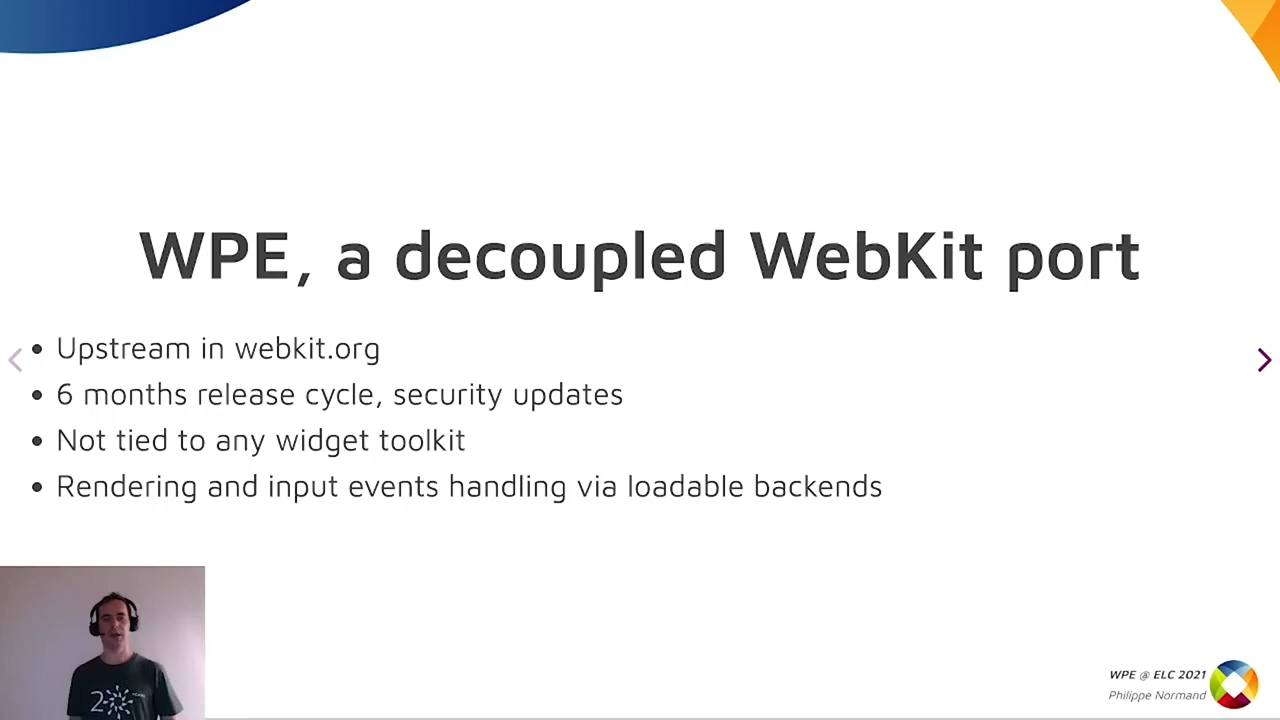 WPE, a decoupled WebKit port
Upstream in webkit.org
6 months release cycle, security updates
Not tied to any widget toolkit
Rendering and input events handling via loadable backends
20
WPE @ ELC 2021
Philippe Normand